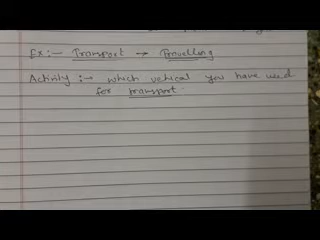 Ex:- Transport → Travelling
Activity :- which vehical you have used
for transport